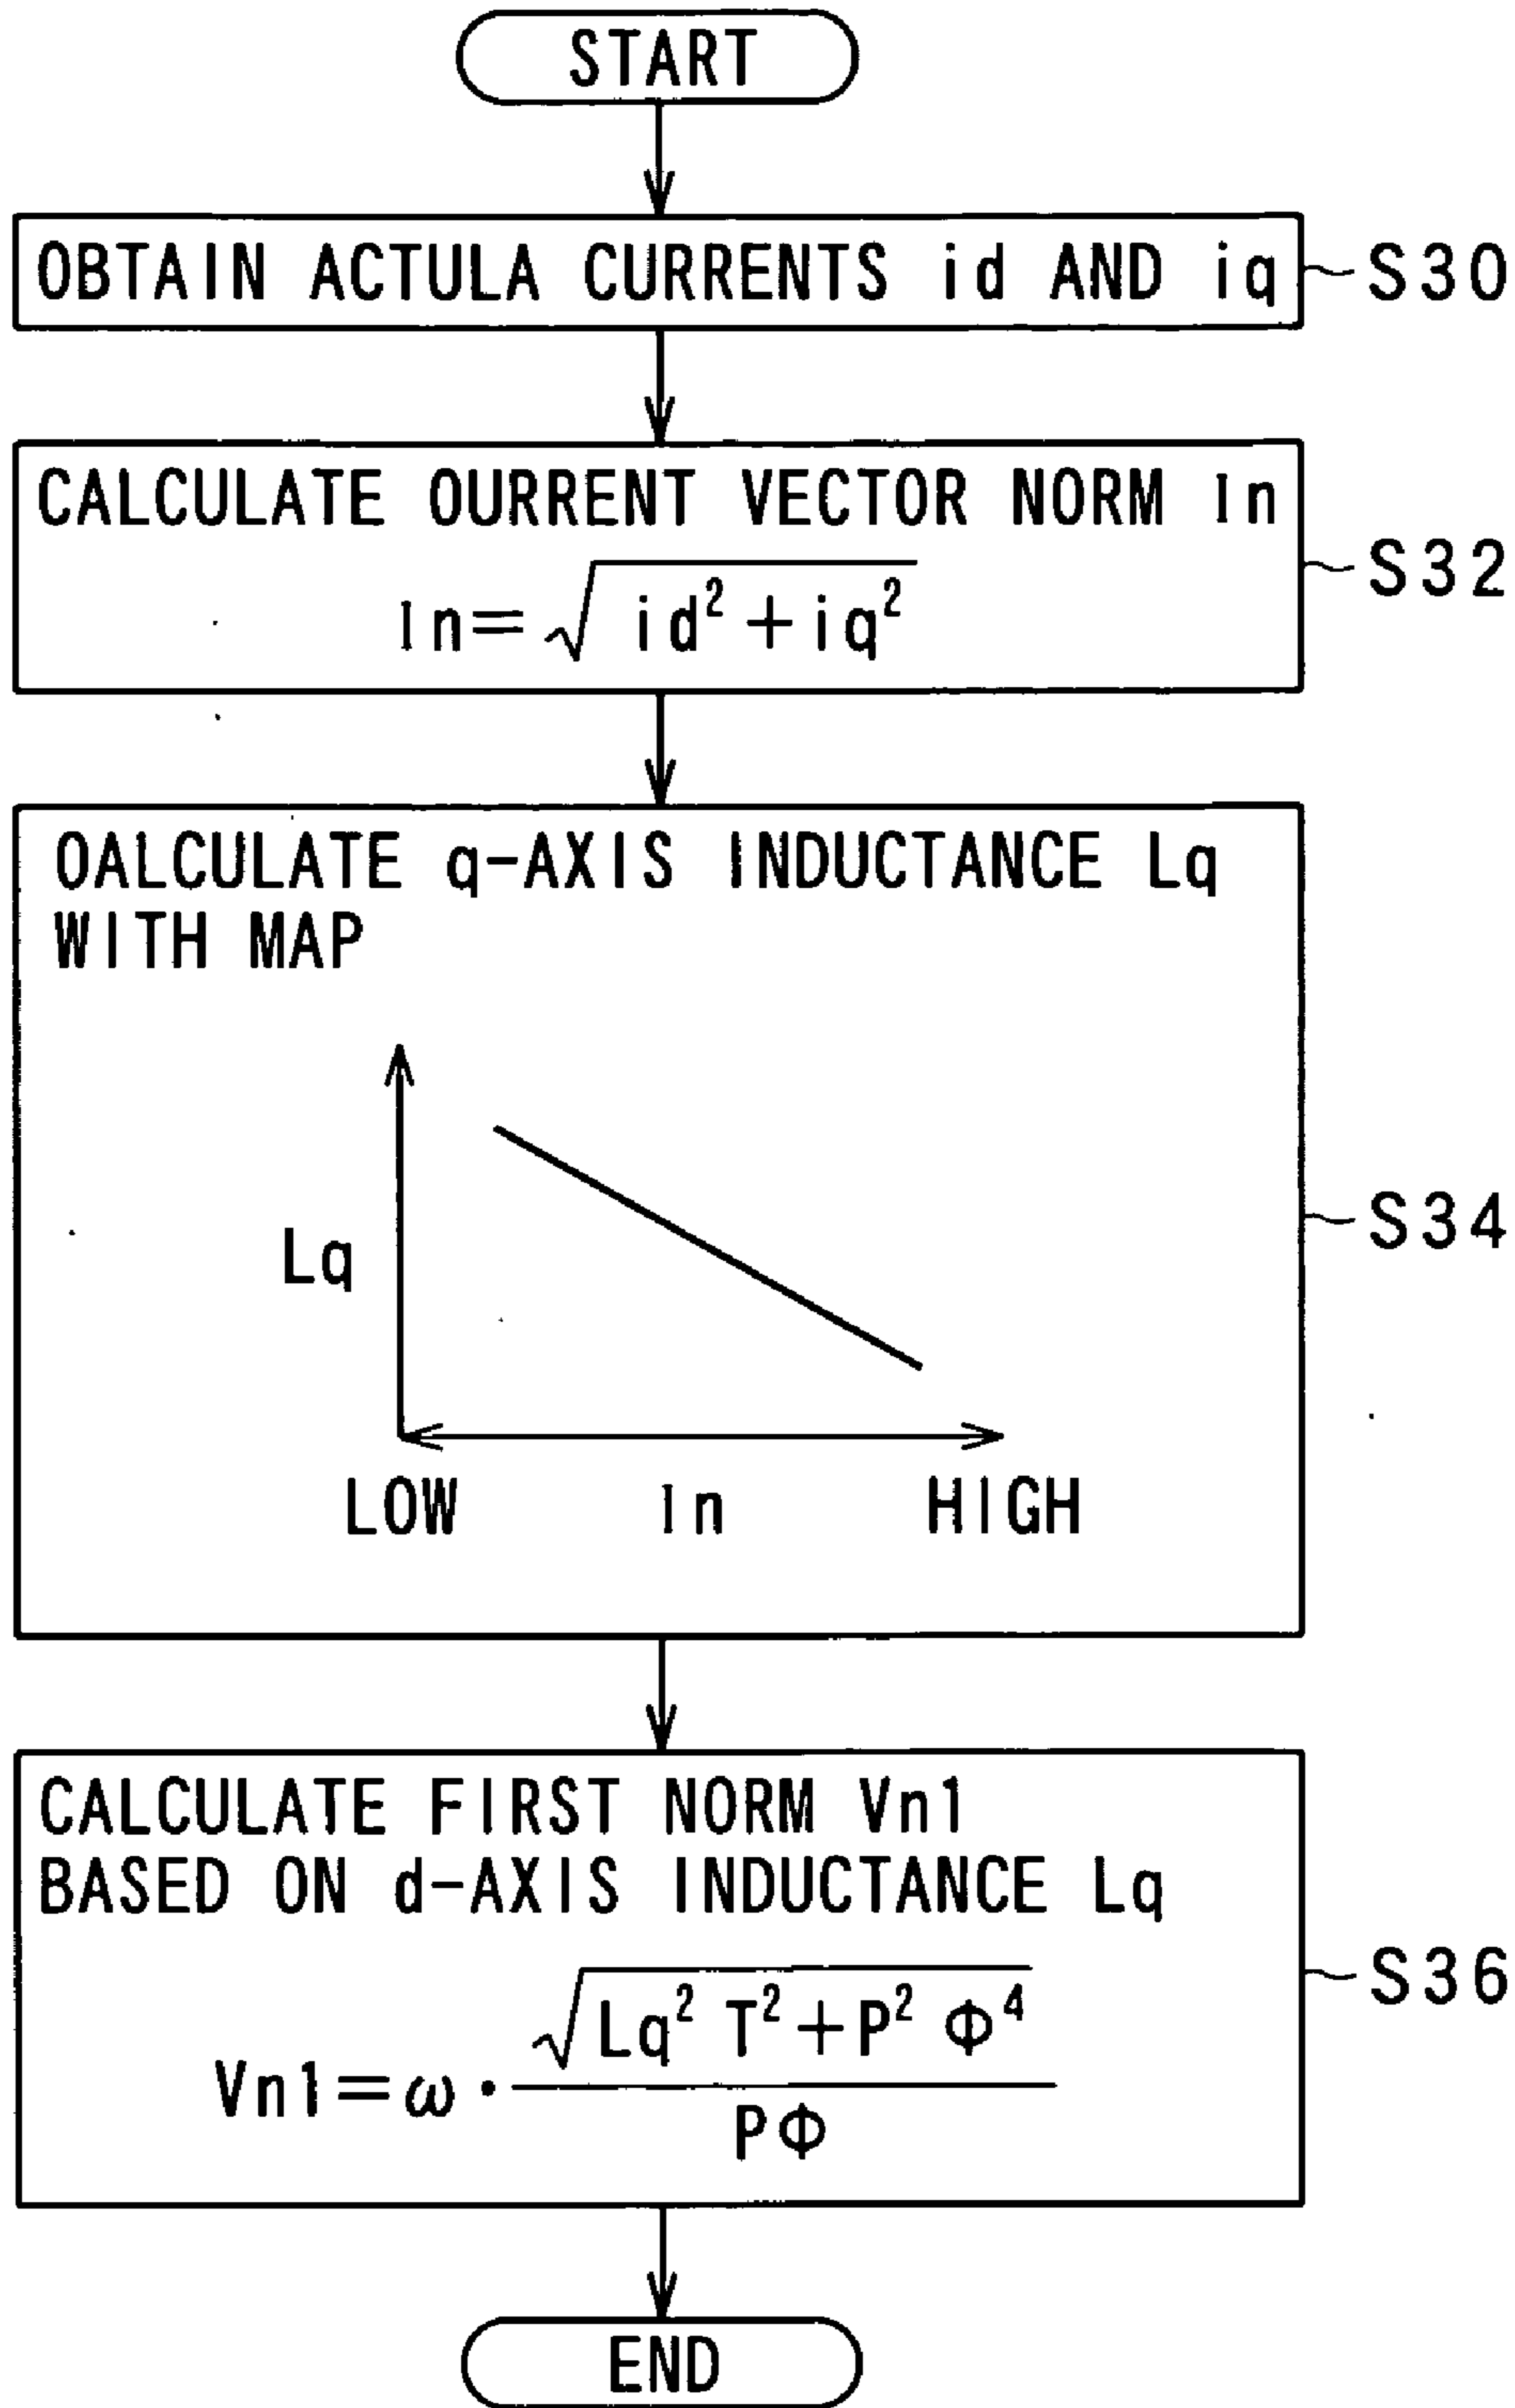 START
OBTAIN ACTULA CURRENTS id AND iq
S30
CALCULATE OURRENT VECTOR NORM In
In=√id²+iq²
S32
OALCULATE q-AXIS INDUCTANCE Lq
WITH MAP
Lq
LOW In HIGH
S34
CALCULATE FIRST NORM Vn1
BASED ON d-AXIS INDUCTANCE Lq
Vn1=ω·√Lq² T²+P² Φ⁴
PΦ
S36
END